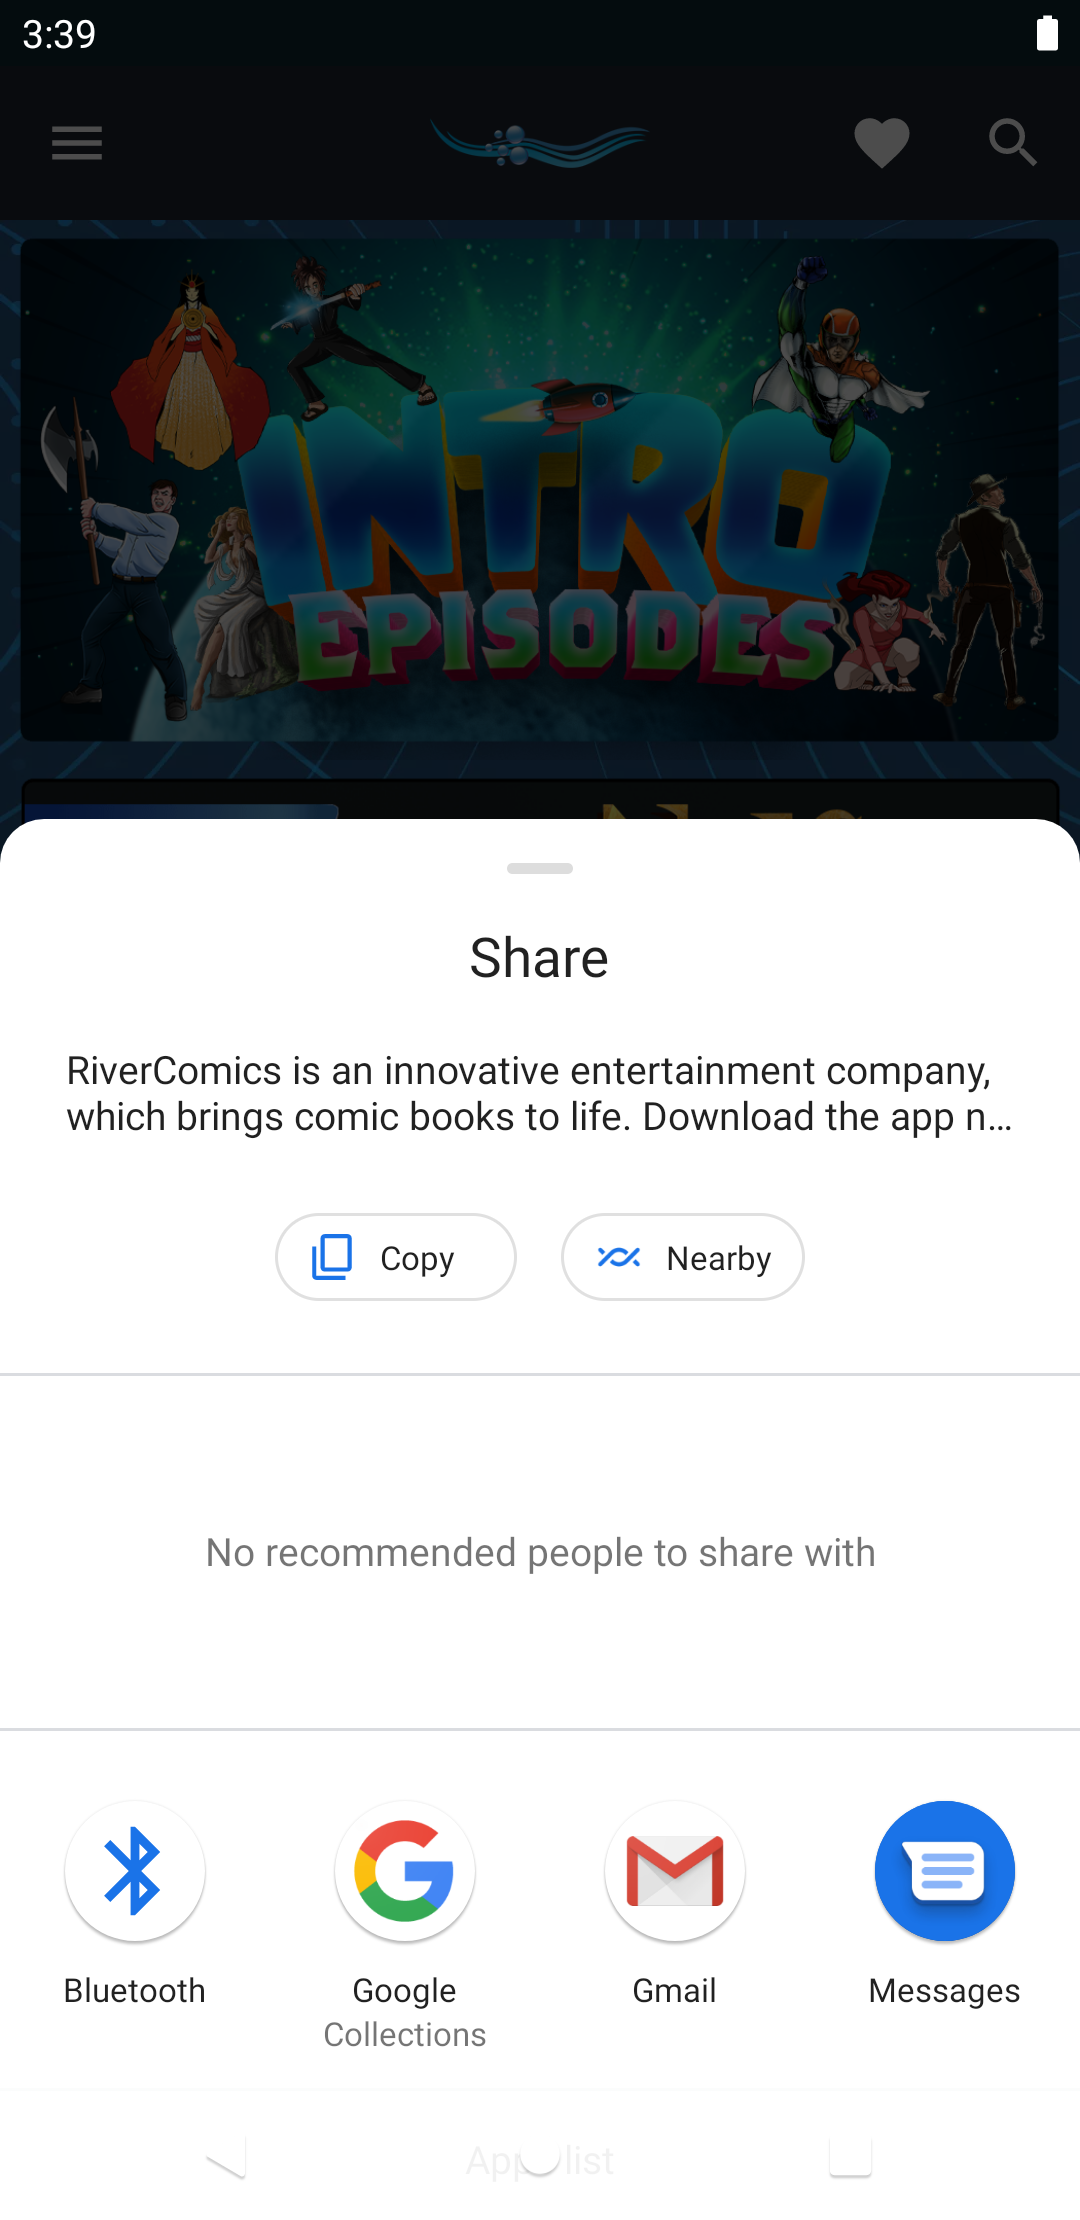 3:39
INTRO
EPISODES
Share
RiverComics is an innovative entertainment company,
which brings comic books to life. Download the app n…
Copy
Nearby
No recommended people to share with
Bluetooth
Google
Collections
Gmail
Messages
list